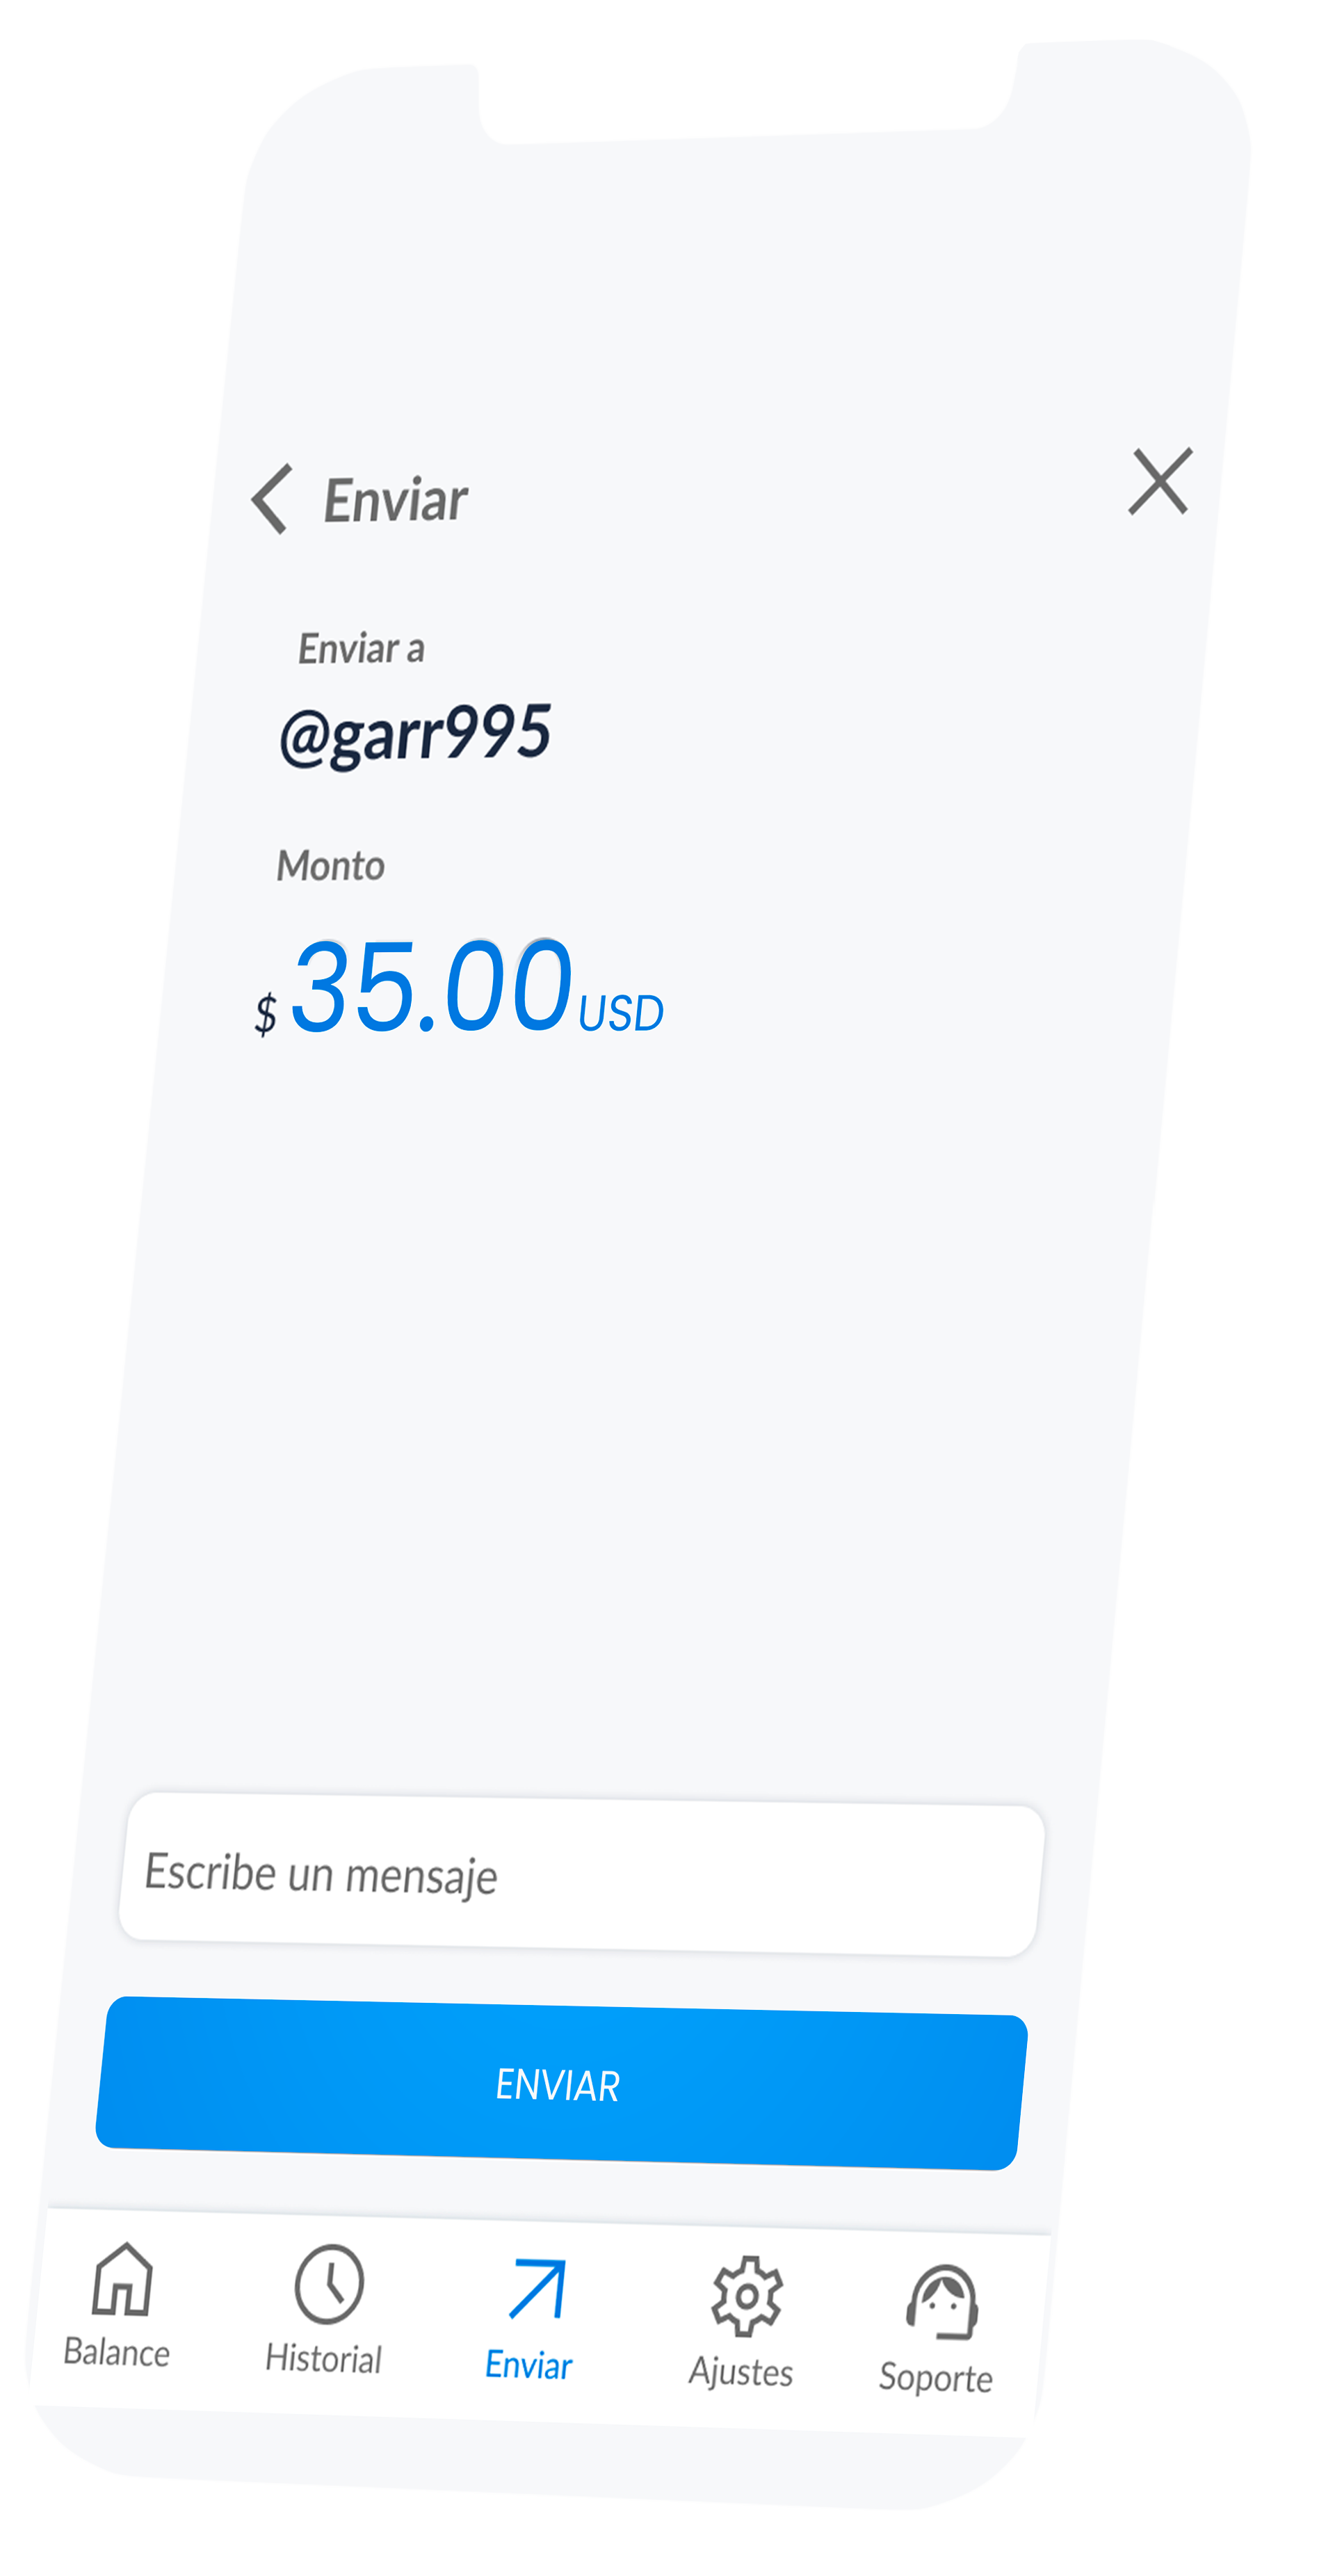 Enviar
Enviar a
@garr995
Monto
$ 35.00 USD
Escribe un mensaje
ENVIAR
Balance
Historial
Enviar
Ajustes
Soporte